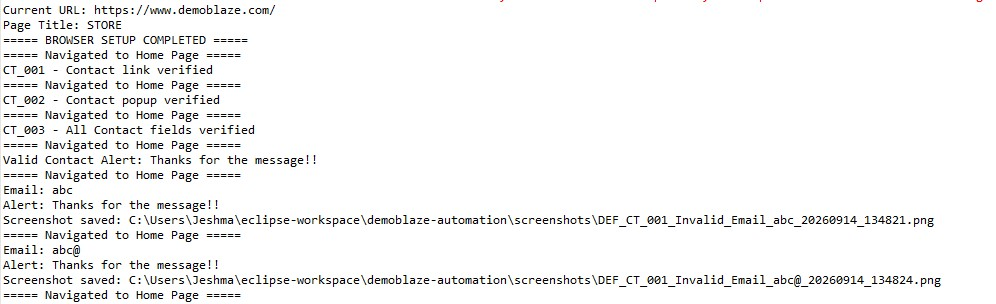 Current URL: https://www.demoblaze.com/
Page Title: STORE
===== BROWSER SETUP COMPLETED =====
===== Navigated to Home Page =====
CT_001 - Contact link verified
===== Navigated to Home Page =====
CT_002 - Contact popup verified
===== Navigated to Home Page =====
CT_003 - All Contact fields verified
===== Navigated to Home Page =====
Valid Contact Alert: Thanks for the message!!
===== Navigated to Home Page =====
Email: abc
Alert: Thanks for the message!!
Screenshot saved: C:\Users\Jeshma\eclipse-workspace\demoblaze-automation\screenshots\DEF_CT_001_Invalid_Email_abc_20260914_134821.png
===== Navigated to Home Page =====
Email: abc@
Alert: Thanks for the message!!
Screenshot saved: C:\Users\Jeshma\eclipse-workspace\demoblaze-automation\screenshots\DEF_CT_001_Invalid_Email_abc@_20260914_134824.png
===== Navigated to Home Page =====